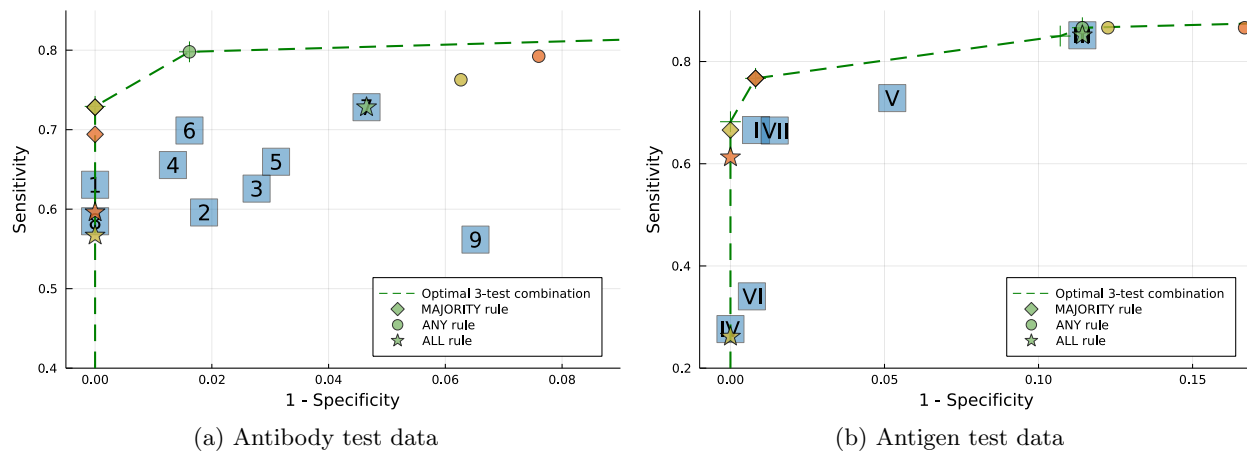 0.8
0.7
0.6
0.5
0.4
Sensitivity
1
2
3
4
5
6
9
Optimal 3-test combination
MAJORITY rule
ANY rule
ALL rule
0.00
0.02
0.04
0.06
0.08
1 - Specificity
(a) Antibody test data
0.8
0.6
0.4
0.2
Sensitivity
I
VII
V
VI
IV
Optimal 3-test combination
MAJORITY rule
ANY rule
ALL rule
0.00
0.05
0.10
0.15
1 - Specificity
(b) Antigen test data